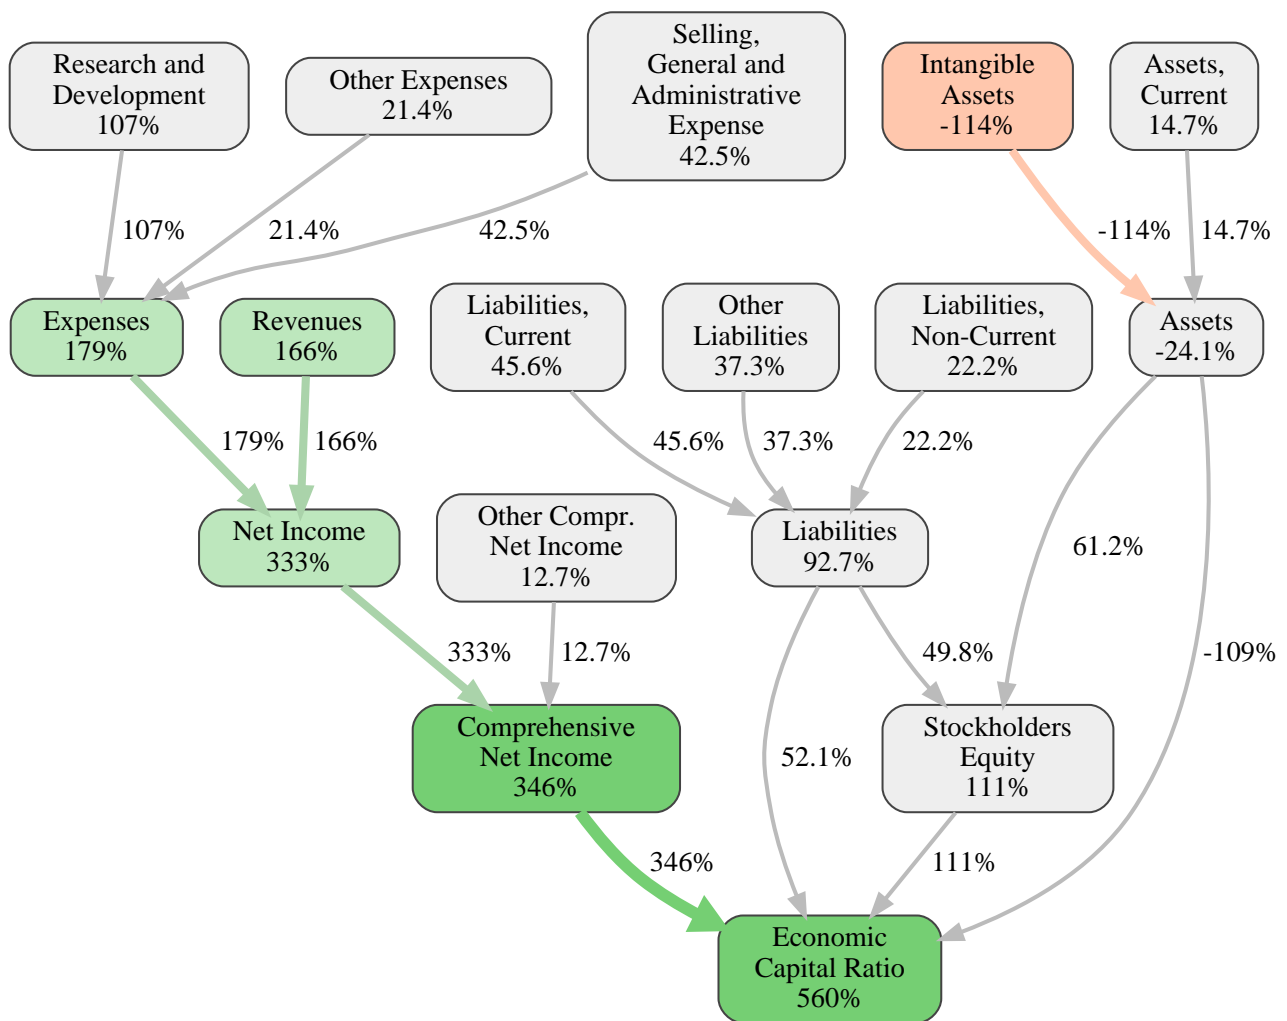 Research and
Development
107%
Other Expenses
21.4%
Selling,
General and
Administrative
Expense
42.5%
Intangible
Assets
-114%
Assets,
Current
14.7%
107%
21.4%
42.5%
-114%
14.7%
Expenses
179%
Revenues
166%
Liabilities,
Current
45.6%
Other
Liabilities
37.3%
Liabilities,
Non-Current
22.2%
Assets
-24.1%
179%
166%
45.6%
37.3%
22.2%
Net Income
333%
Other Compr.
Net Income
12.7%
Liabilities
92.7%
61.2%
333%
12.7%
49.8%
-109%
Comprehensive
Net Income
346%
52.1%
Stockholders
Equity
111%
346%
111%
Economic
Capital Ratio
560%